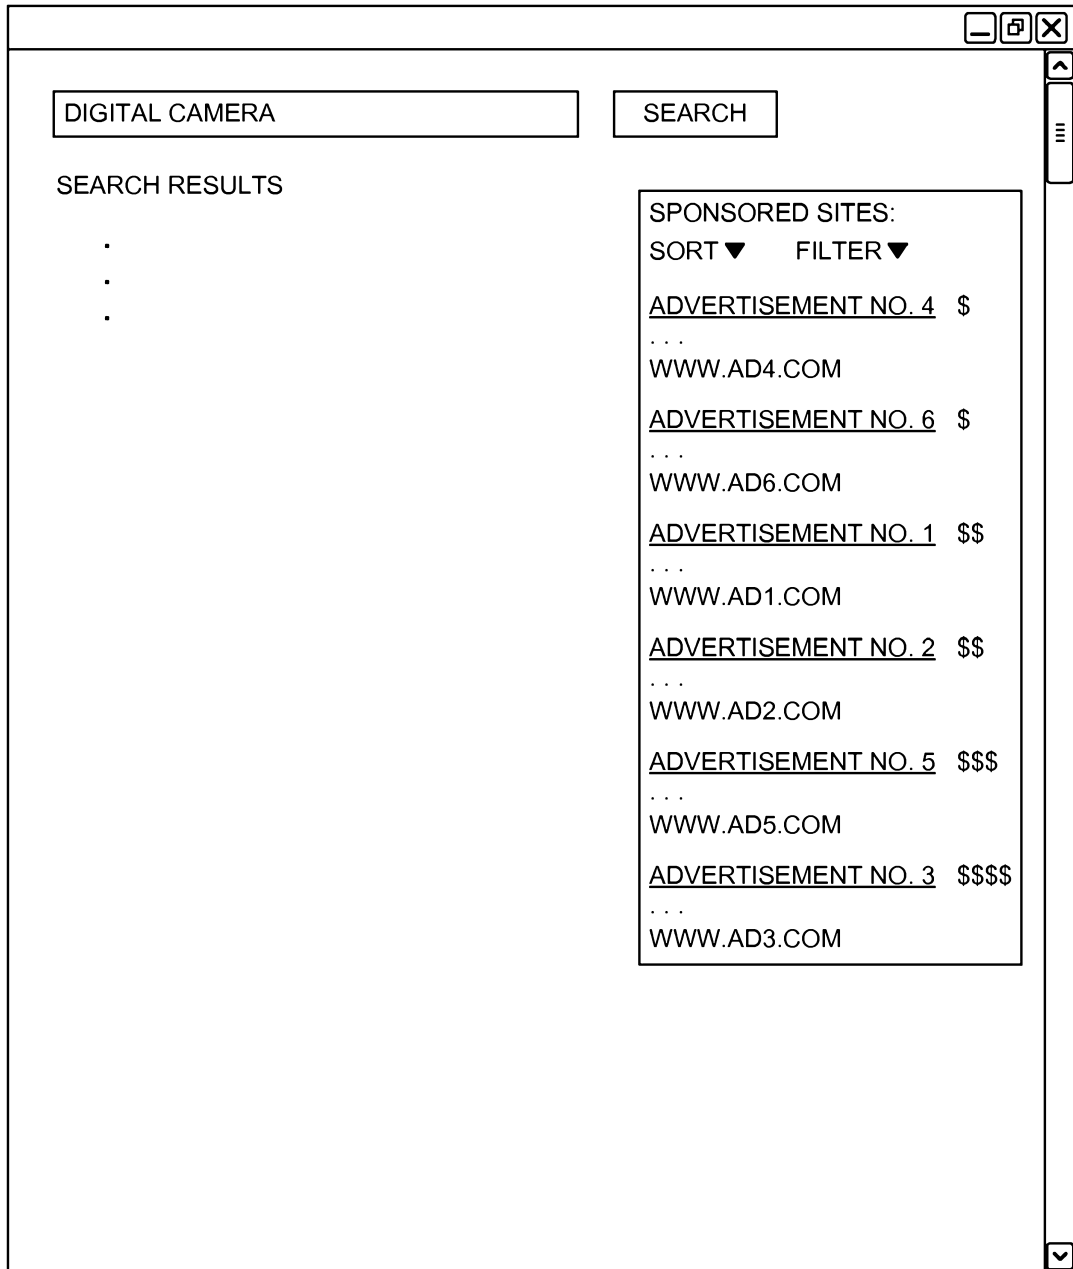 DIGITAL CAMERA
SEARCH
SEARCH RESULTS
.
.
.
SPONSORED SITES:
SORT▼ FILTER▼
ADVERTISEMENT NO. 4 $
. . .
WWW.AD4.COM
ADVERTISEMENT NO. 6 $
. . .
WWW.AD6.COM
ADVERTISEMENT NO. 1 $$
. . .
WWW.AD1.COM
ADVERTISEMENT NO. 2 $$
. . .
WWW.AD2.COM
ADVERTISEMENT NO. 5 $$$
. . .
WWW.AD5.COM
ADVERTISEMENT NO. 3 $$$$
. . .
WWW.AD3.COM